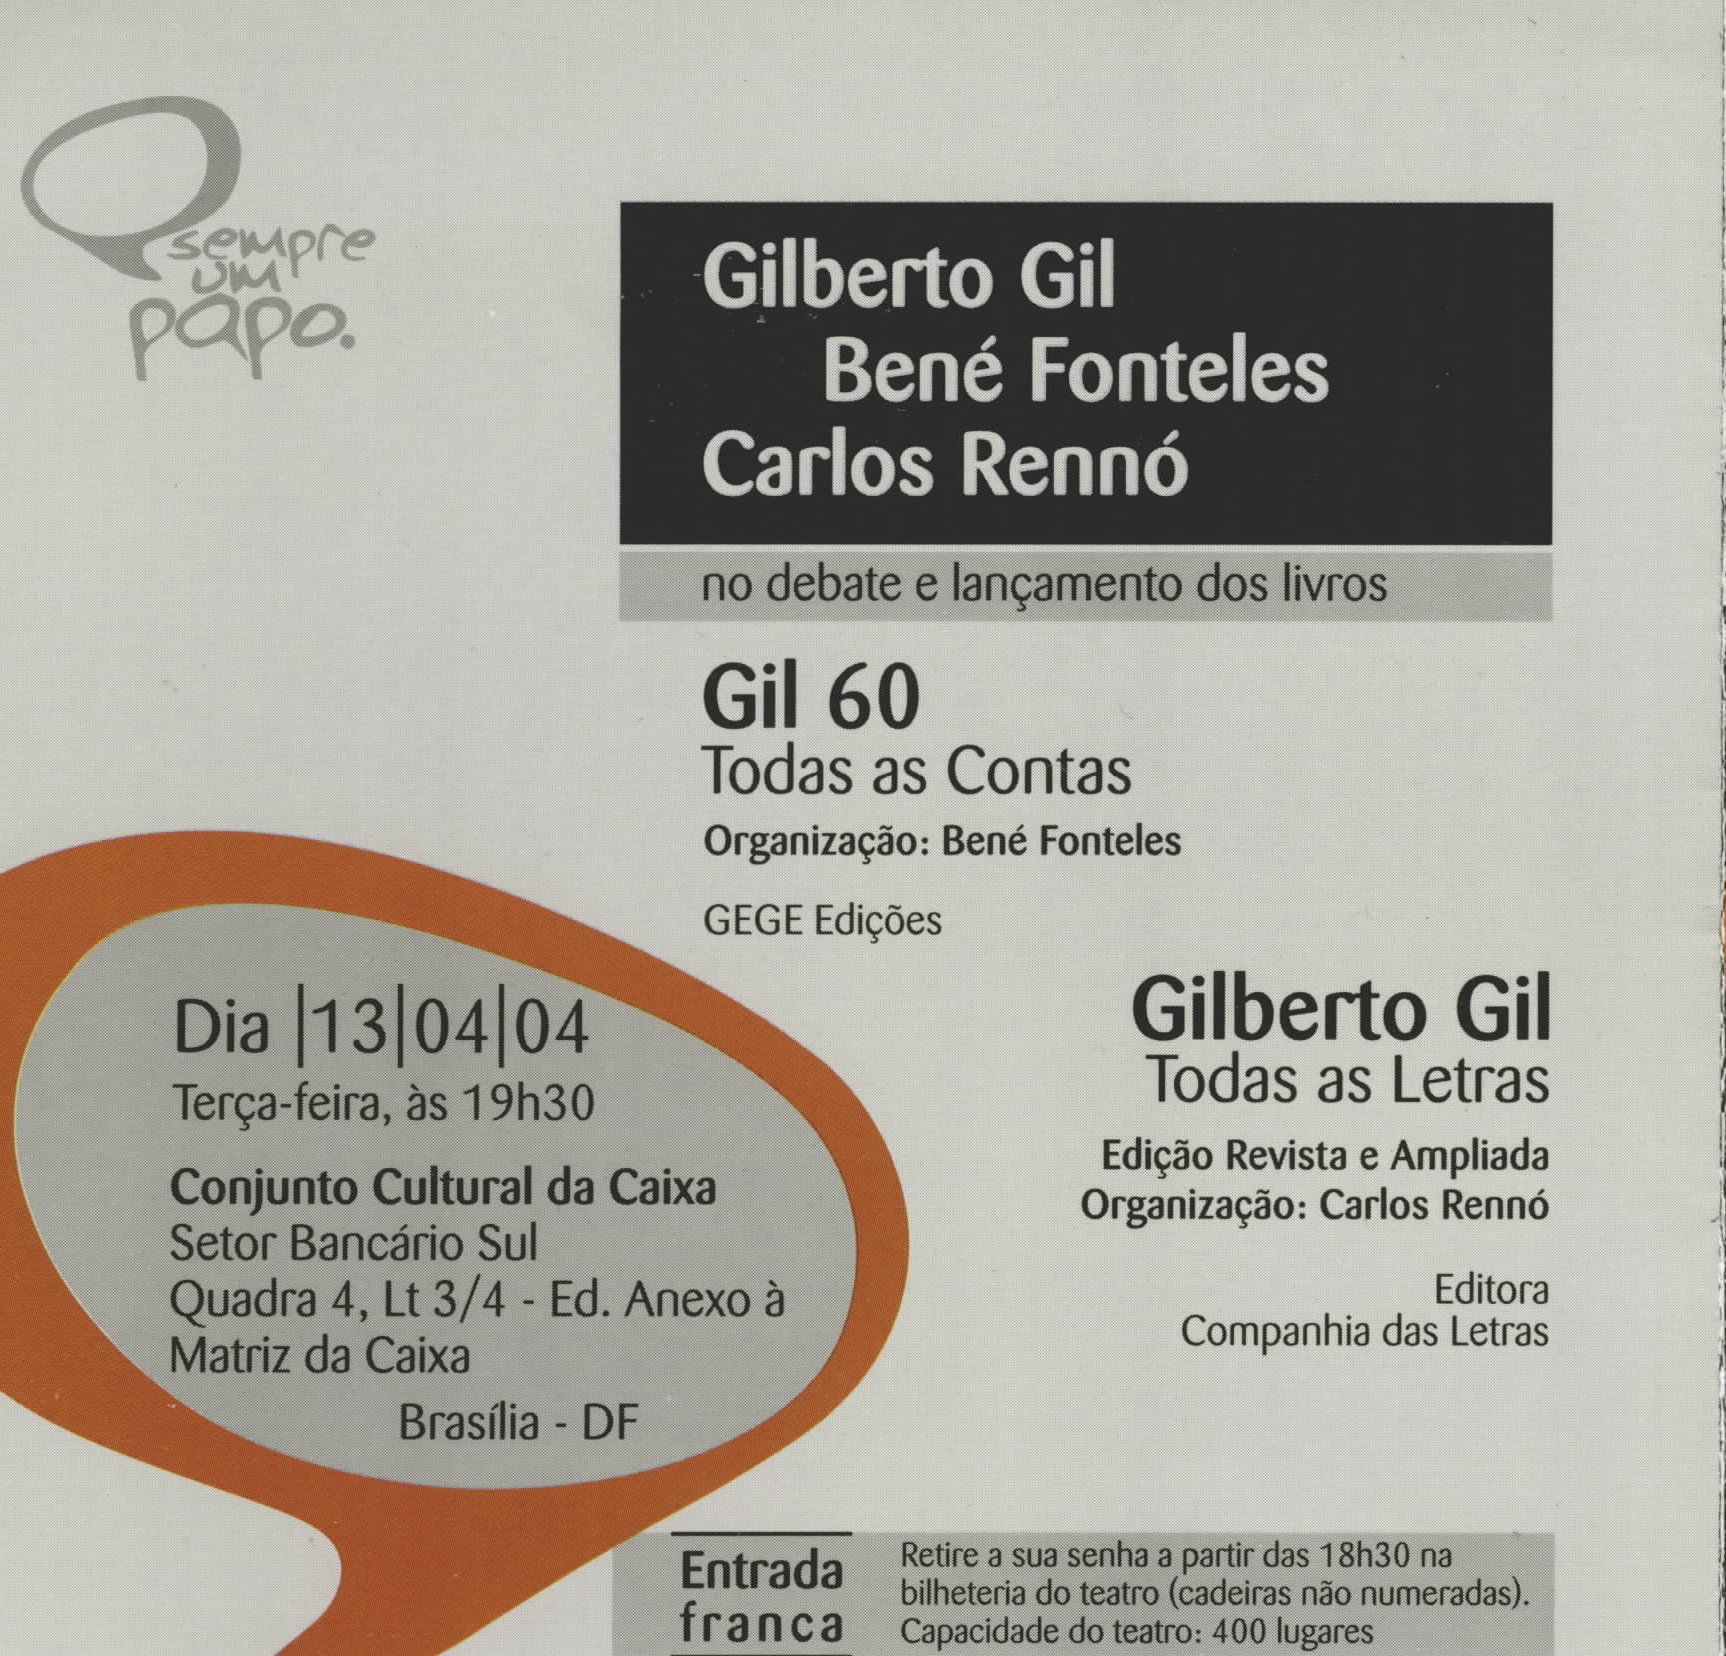 sempre
um
papo.
Gilberto Gil
Bené Fonteles
Carlos Rennó
no debate e lançamento dos livros
Gil 60
Todas as Contas
Organização: Bené Fonteles
GEGE Edições
Gilberto Gil
Todas as Letras
Edição Revista e Ampliada
Organização: Carlos Rennó
Editora
Companhia das Letras
Dia |13|04|04
Terça-feira, às 19h30
Conjunto Cultural da Caixa
Setor Bancário Sul
Quadra 4, Lt 3/4 - Ed. Anexo à
Matriz da Caixa
Brasília - DF
Entrada
franca
Retire a sua senha a partir das 18h30 na
bilheteria do teatro (cadeiras não numeradas).
Capacidade do teatro: 400 lugares